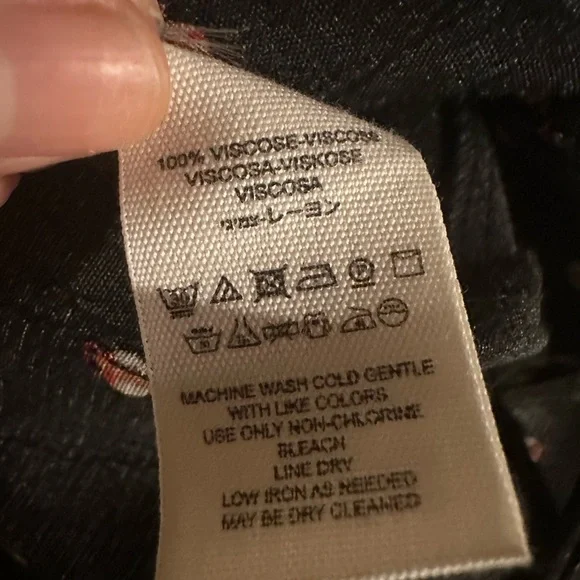 100% VISCOSE-VISCOSE
VISCOSA-VISKOSE
VISCOSA
レーヨン
30
MACHINE WASH COLD GENTLE
WITH LIKE COLORS
USE ONLY NON-CHLORINE
BLEACH
LINE DRY
LOW IRON AS NEEDED
MAY BE DRY CLEANED